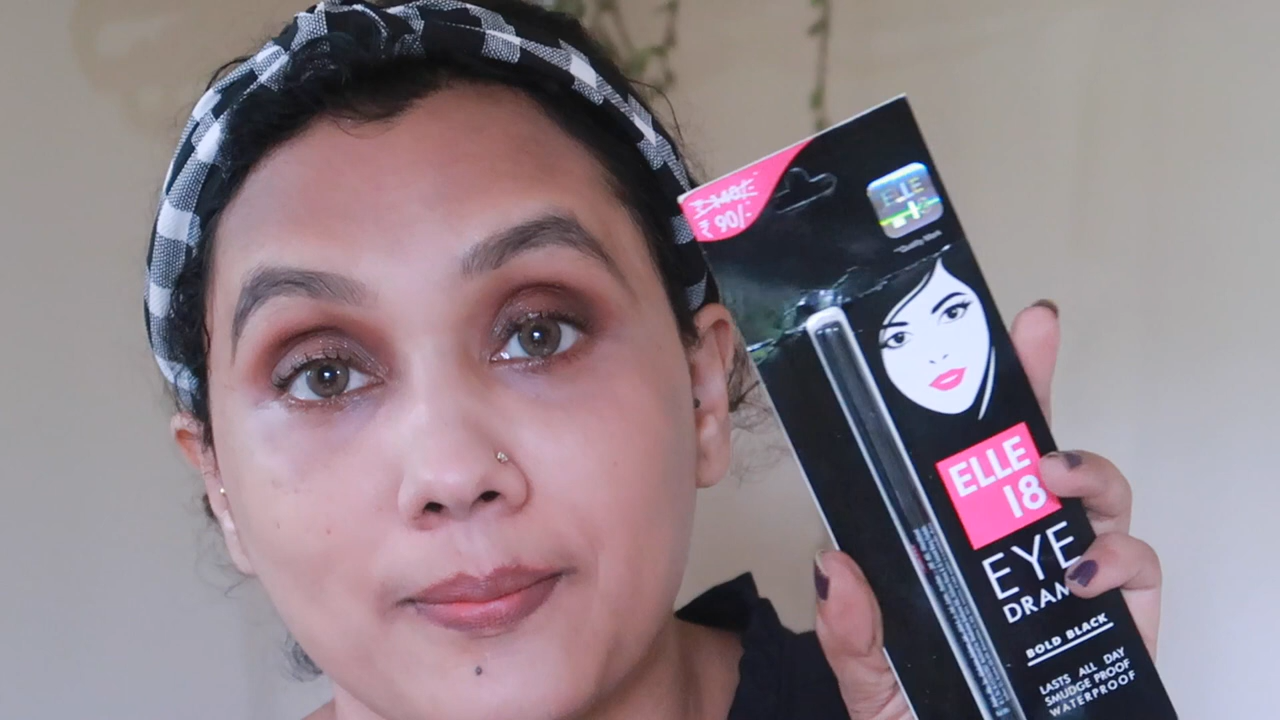 90/-
ELLE
18
ELLE
18
EYE
DRAM
BOLD BLACK
LASTS ALL DAY
SMUDGE PROOF
WATERPROOF